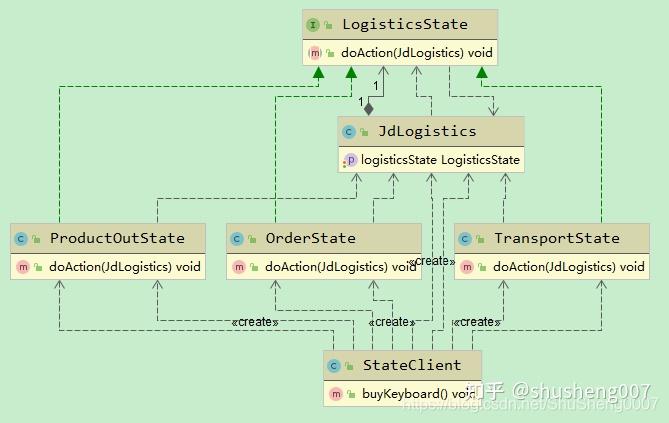 LogisticsState
doAction(JdLogistics) void
1
1
JdLogistics
logisticsState LogisticsState
ProductOutState
OrderState
TransportState
doAction(JdLogistics) void
doAction(JdLogistics) void
doAction(JdLogistics) void
«create»
«create»
«create»
«create»
StateClient
buyKeyboard() void
知乎 @shusheng007
https://blog.csdn.net/ShuSheng007